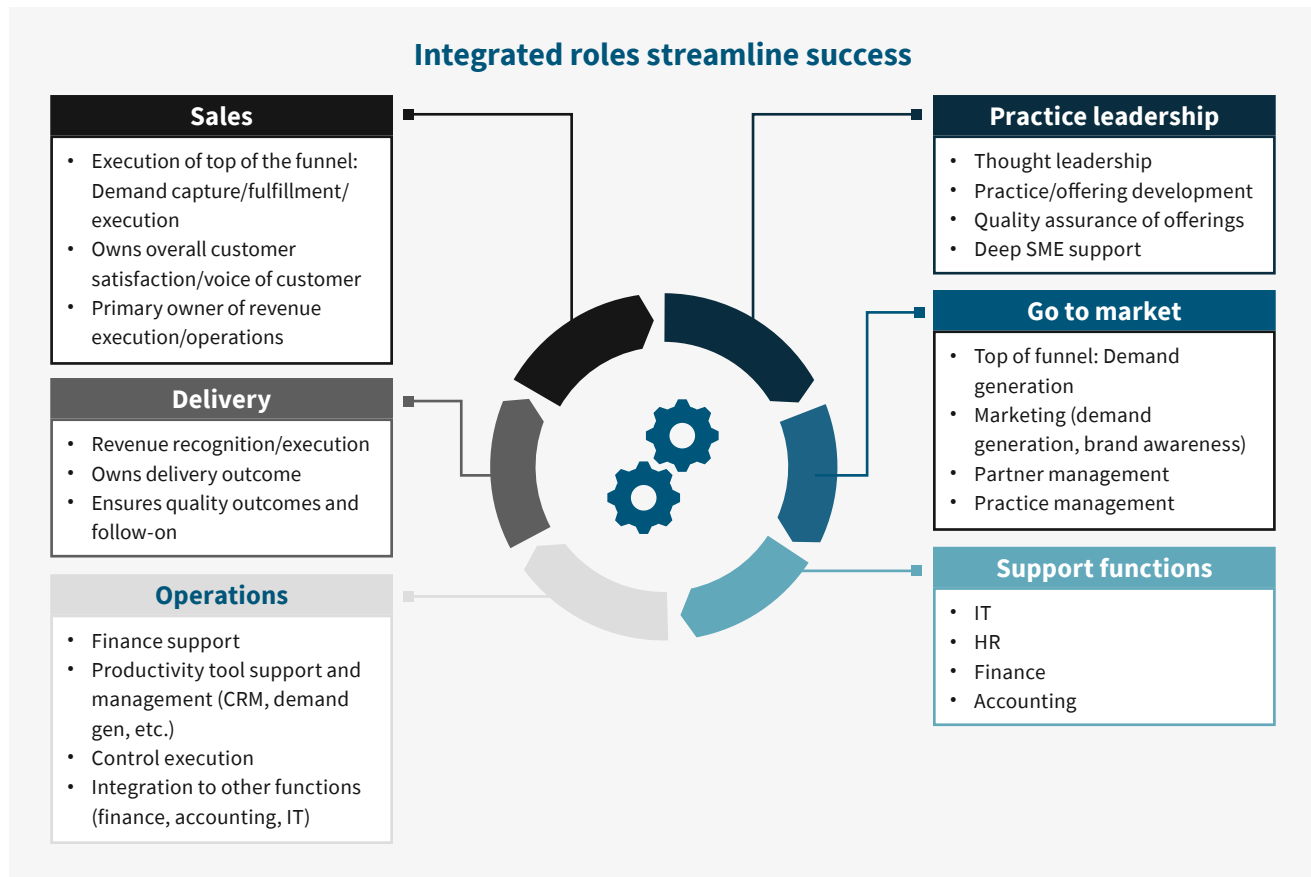 Integrated roles streamline success
Sales
• Execution of top of the funnel:
Demand capture/fulfillment/
execution
• Owns overall customer
satisfaction/voice of customer
• Primary owner of revenue
execution/operations
Delivery
• Revenue recognition/execution
• Owns delivery outcome
• Ensures quality outcomes and
follow-on
Operations
• Finance support
• Productivity tool support and
management (CRM, demand
gen, etc.)
• Control execution
• Integration to other functions
(finance, accounting, IT)
Practice leadership
• Thought leadership
• Practice/offering development
• Quality assurance of offerings
• Deep SME support
Go to market
• Top of funnel: Demand
generation
• Marketing (demand
generation, brand awareness)
• Partner management
• Practice management
Support functions
• IT
• HR
• Finance
• Accounting